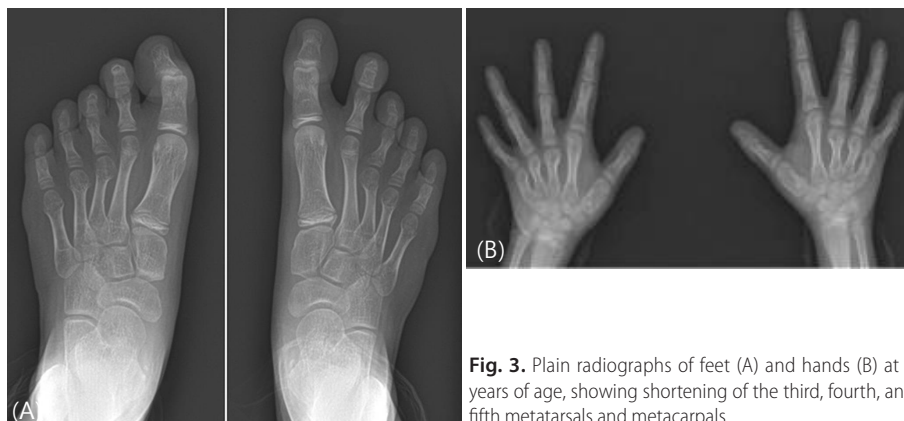 (A)
(B)
Fig. 3. Plain radiographs of feet (A) and hands (B) at
years of age, showing shortening of the third, fourth, an
fifth metatarsals and metacarpals.